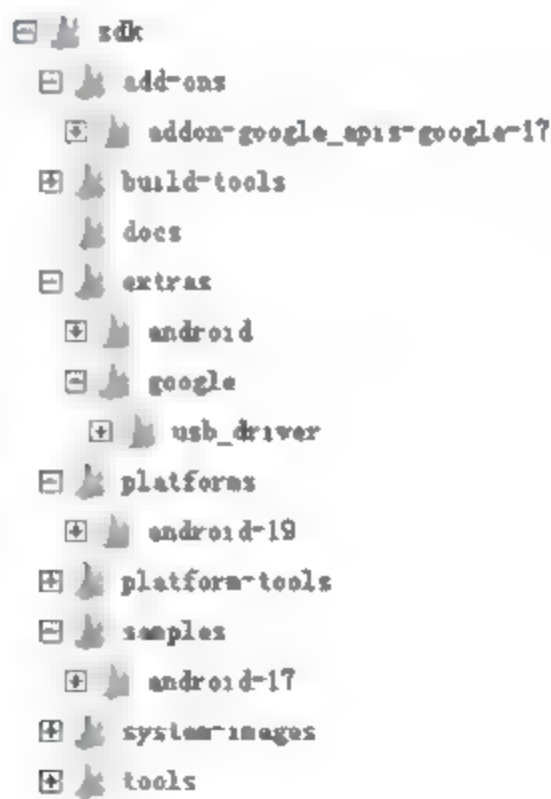 sdk
add-ons
addon-google_apis-google-17
build-tools
docs
extras
android
google
usb_driver
platforms
android-19
platform-tools
samples
android-17
system-images
tools